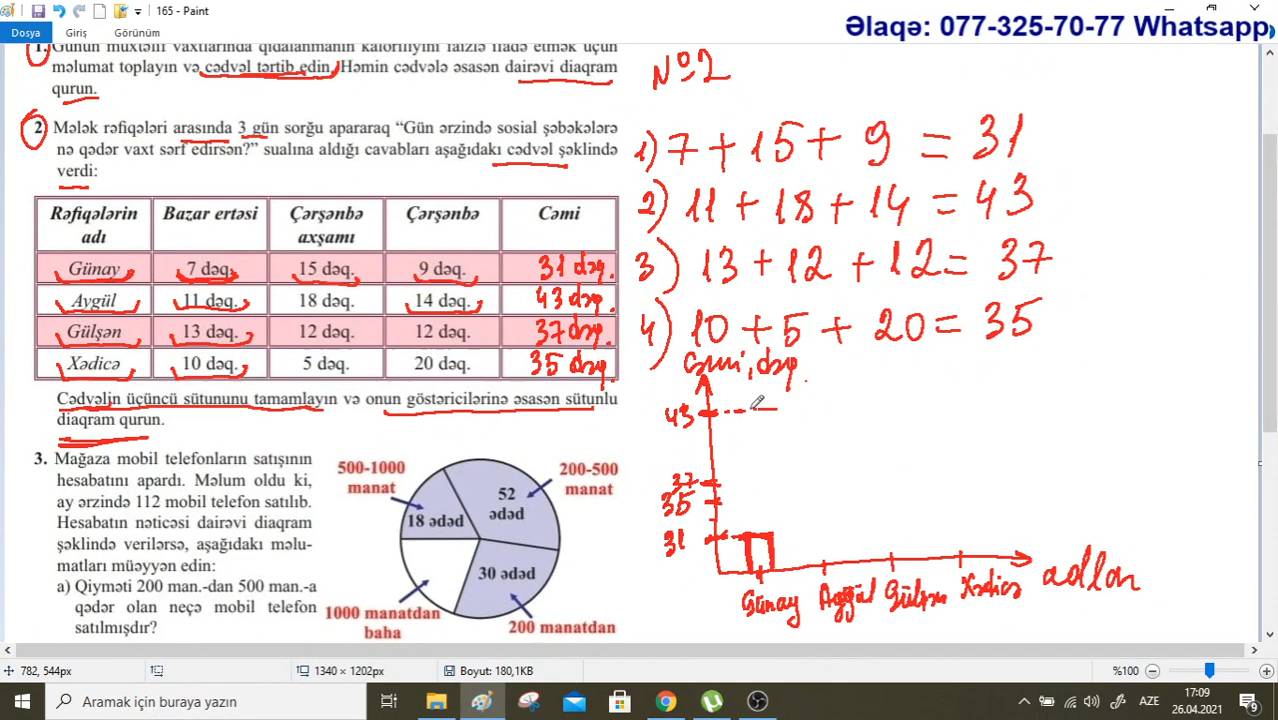 165 - Paint
Əlaqə: 077-325-70-77 Whatsapp
Dosya Giriş Görünüm
1. Günün müxtəlif vaxtlarında qidalanmanın kaloriliyini faizlə ifadə etmək üçün
məlumat toplayın və cədvəl tərtib edin. Həmin cədvələ əsasən dairəvi diaqram
qurun.
2. Mələk rəfiqələri arasında 3 gün sorğu apararaq “Gün ərzində sosial şəbəkələrə
nə qədər vaxt sərf edirsən?” sualına aldığı cavabları aşağıdakı cədvəl şəklində
verdi:
Rəfiqələrin adı Bazar ertəsi Çərşənbə axşamı Çərşənbə Cəmi
Günay 7 dəq. 15 dəq. 9 dəq. 31 dəq.
Aygül 11 dəq. 18 dəq. 14 dəq. 43 dəq.
Gülşən 13 dəq. 12 dəq. 12 dəq. 37 dəq.
Xədicə 10 dəq. 5 dəq. 20 dəq. 35 dəq.
Cədvəlin üçüncü sütununu tamamlayın və onun göstəricilərinə əsasən sütunlu
diaqram qurun.
3. Mağaza mobil telefonların satışının
hesabatını apardı. Məlum oldu ki,
ay ərzində 112 mobil telefon satılıb.
Hesabatın nəticəsi dairəvi diaqram
şəklində verilərsə, aşağıdakı məlu-
matları müəyyən edin:
a) Qiyməti 200 man.-dan 500 man.-a
qədər olan neçə mobil telefon
satılmışdır?
500-1000
manat
200-500
manat
52
ədəd
18 ədəd
30 ədəd
1000 manatdan
baha
200 manatdan
№2
1) 7 + 15 + 9 = 31
2) 11 + 18 + 14 = 43
3) 13 + 12 + 12 = 37
4) 10 + 5 + 20 = 35
Cəmi, dəq.
43
37
35
31
Günay Aygül Gülşən Xədicə adları
782, 544px 1340 × 1202px Boyut: 180,1KB %100
Aramak için buraya yazın
AZE
17:09
26.04.2021
9